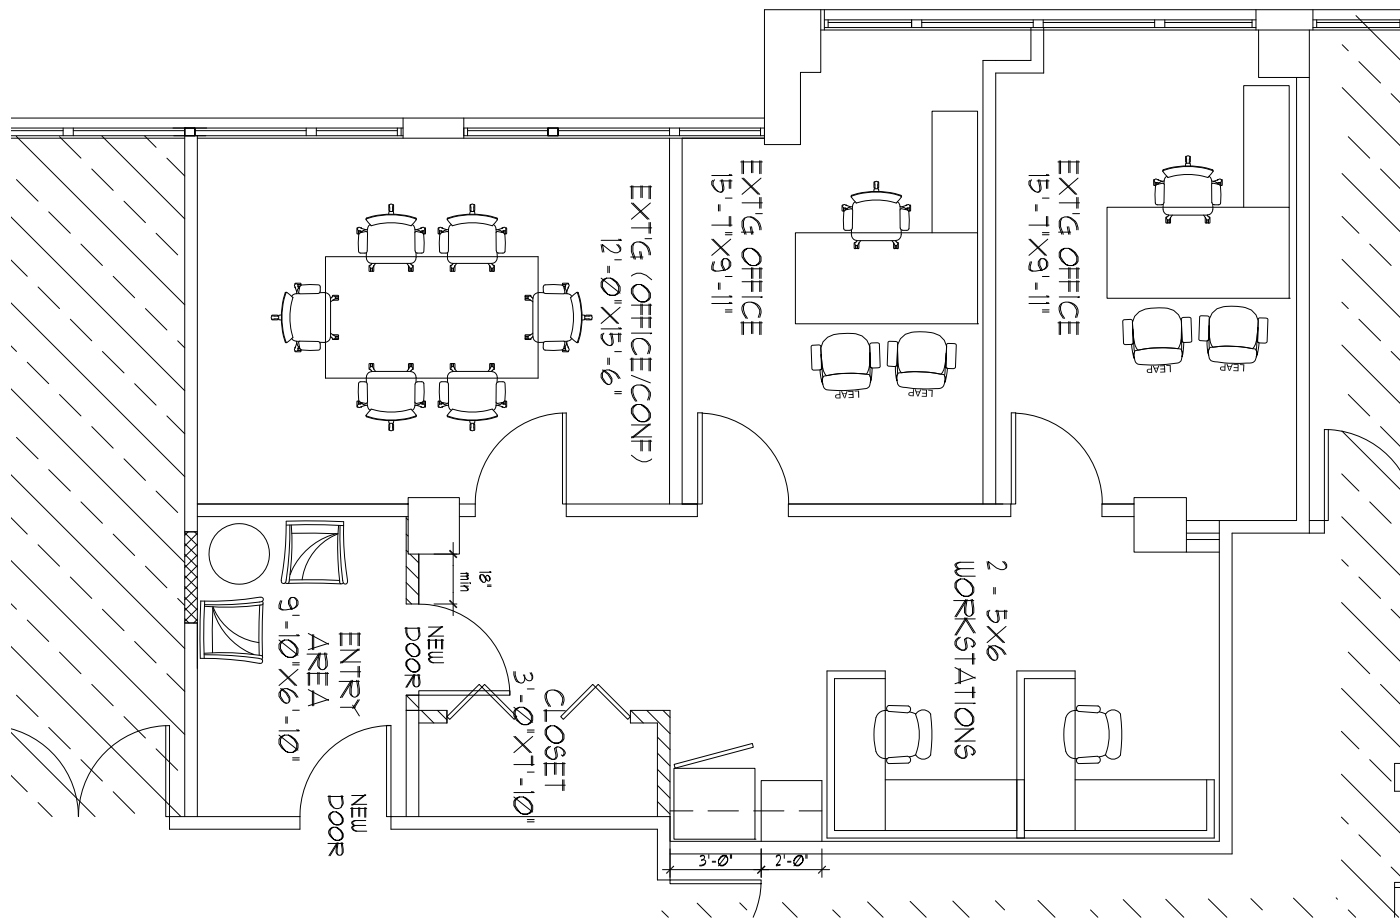 EXT'G (OFFICE/CONF)
12'-0"X15'-6"
EXT'G OFFICE
15'-7"X9'-11"
EXT'G OFFICE
15'-7"X9'-11"
LEAP
LEAP
LEAP
LEAP
18"
min
NEW
DOOR
ENTRY
AREA
9'-10"X6'-10"
CLOSET
3'-0"X7'-10"
2 - 5X6
WORKSTATIONS
NEW
DOOR
3'-0"
2'-0"